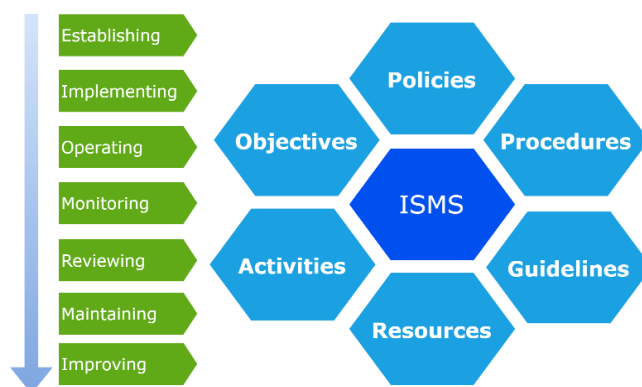 Establishing
Implementing
Operating
Monitoring
Reviewing
Maintaining
Improving
Policies
Objectives
Procedures
ISMS
Activities
Guidelines
Resources